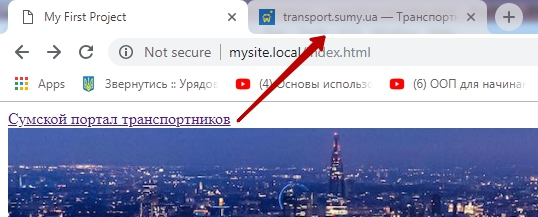 My First Project
transport.sumy.ua — Транспорт
Not secure mysite.local/index.html
Apps Звернутись :: Урядов (4) Основы использо (6) ООП для начина
Сумской портал транспортников